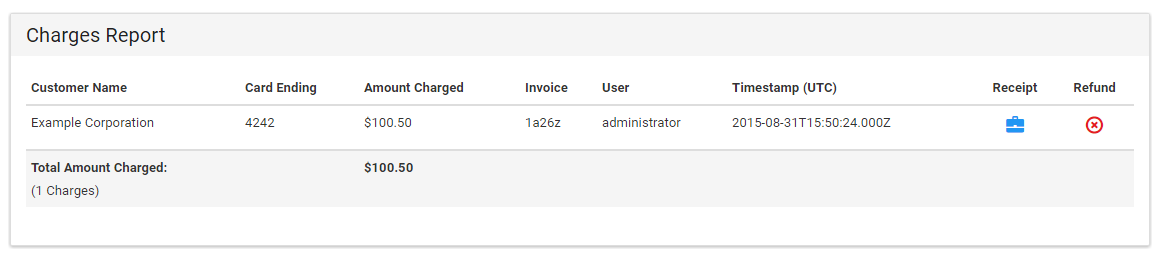 Charges Report
Customer Name Card Ending Amount Charged Invoice User Timestamp (UTC) Receipt Refund
Example Corporation 4242 $100.50 1a26z administrator 2015-08-31T15:50:24.000Z
Total Amount Charged: $100.50
(1 Charges)